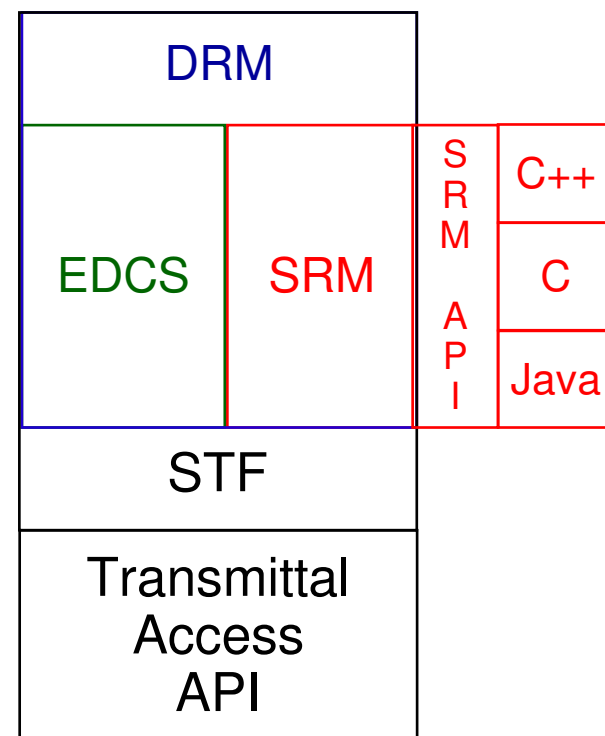 DRM
EDCS
SRM
S
R
M
A
P
I
C++
C
Java
STF
Transmittal
Access
API